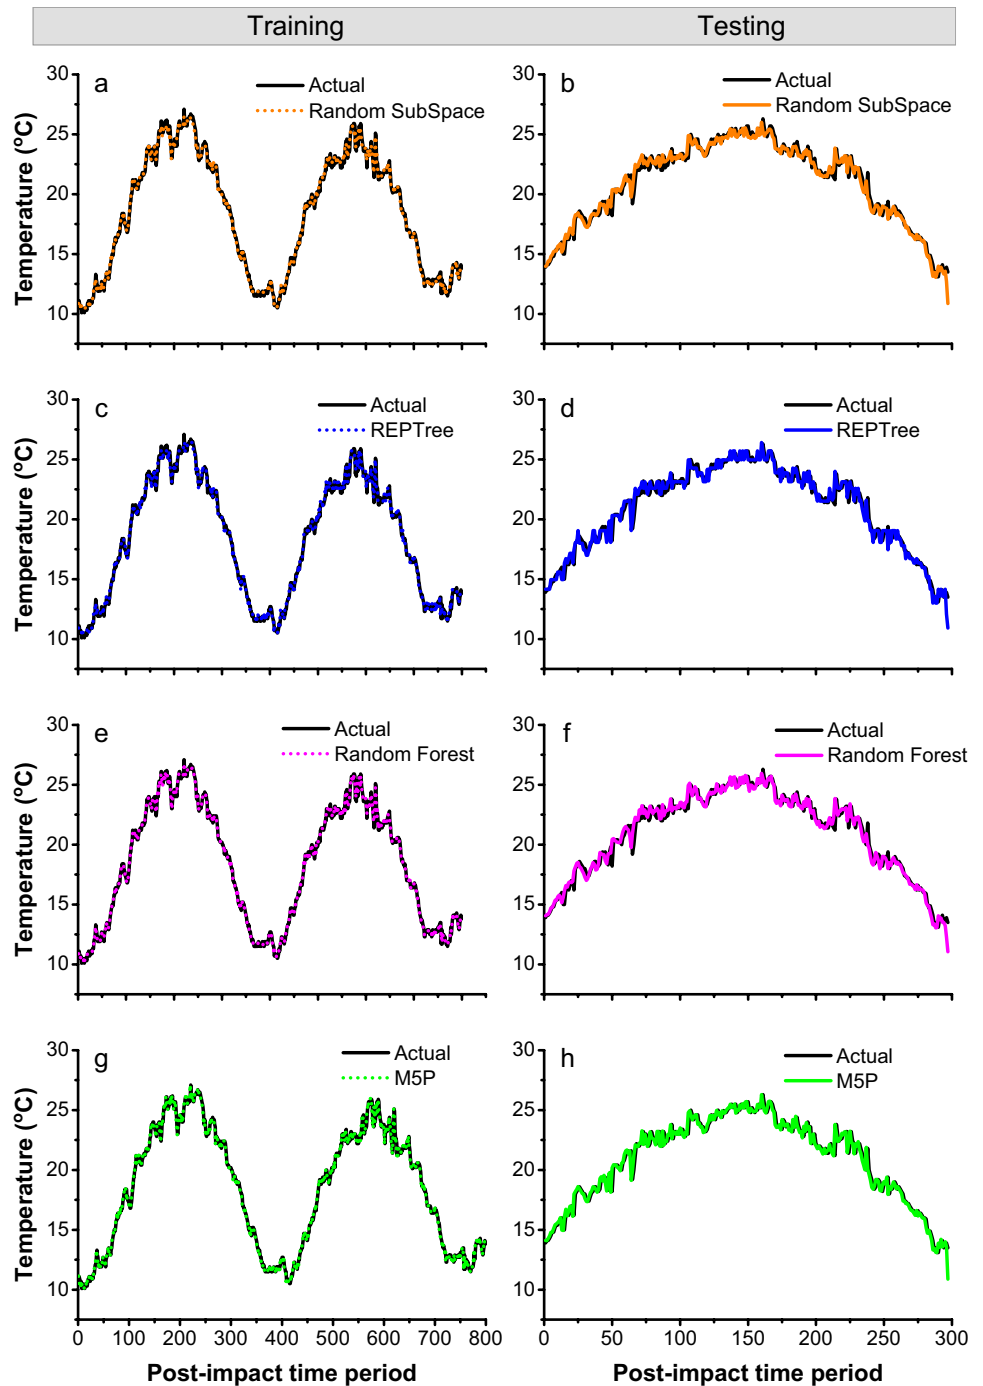 Training Testing
a
Actual
Random SubSpace
b
Actual
Random SubSpace
30
25
20
15
10
Temperature (ºC)
30
25
20
15
10
c
Actual
REPTree
d
Actual
REPTree
30
25
20
15
10
Temperature (ºC)
30
25
20
15
10
e
Actual
Random Forest
f
Actual
Random Forest
30
25
20
15
10
Temperature (ºC)
30
25
20
15
10
g
Actual
M5P
h
Actual
M5P
30
25
20
15
10
Temperature (ºC)
30
25
20
15
10
0 100 200 300 400 500 600 700 800
0 50 100 150 200 250 300
Post-impact time period
Post-impact time period